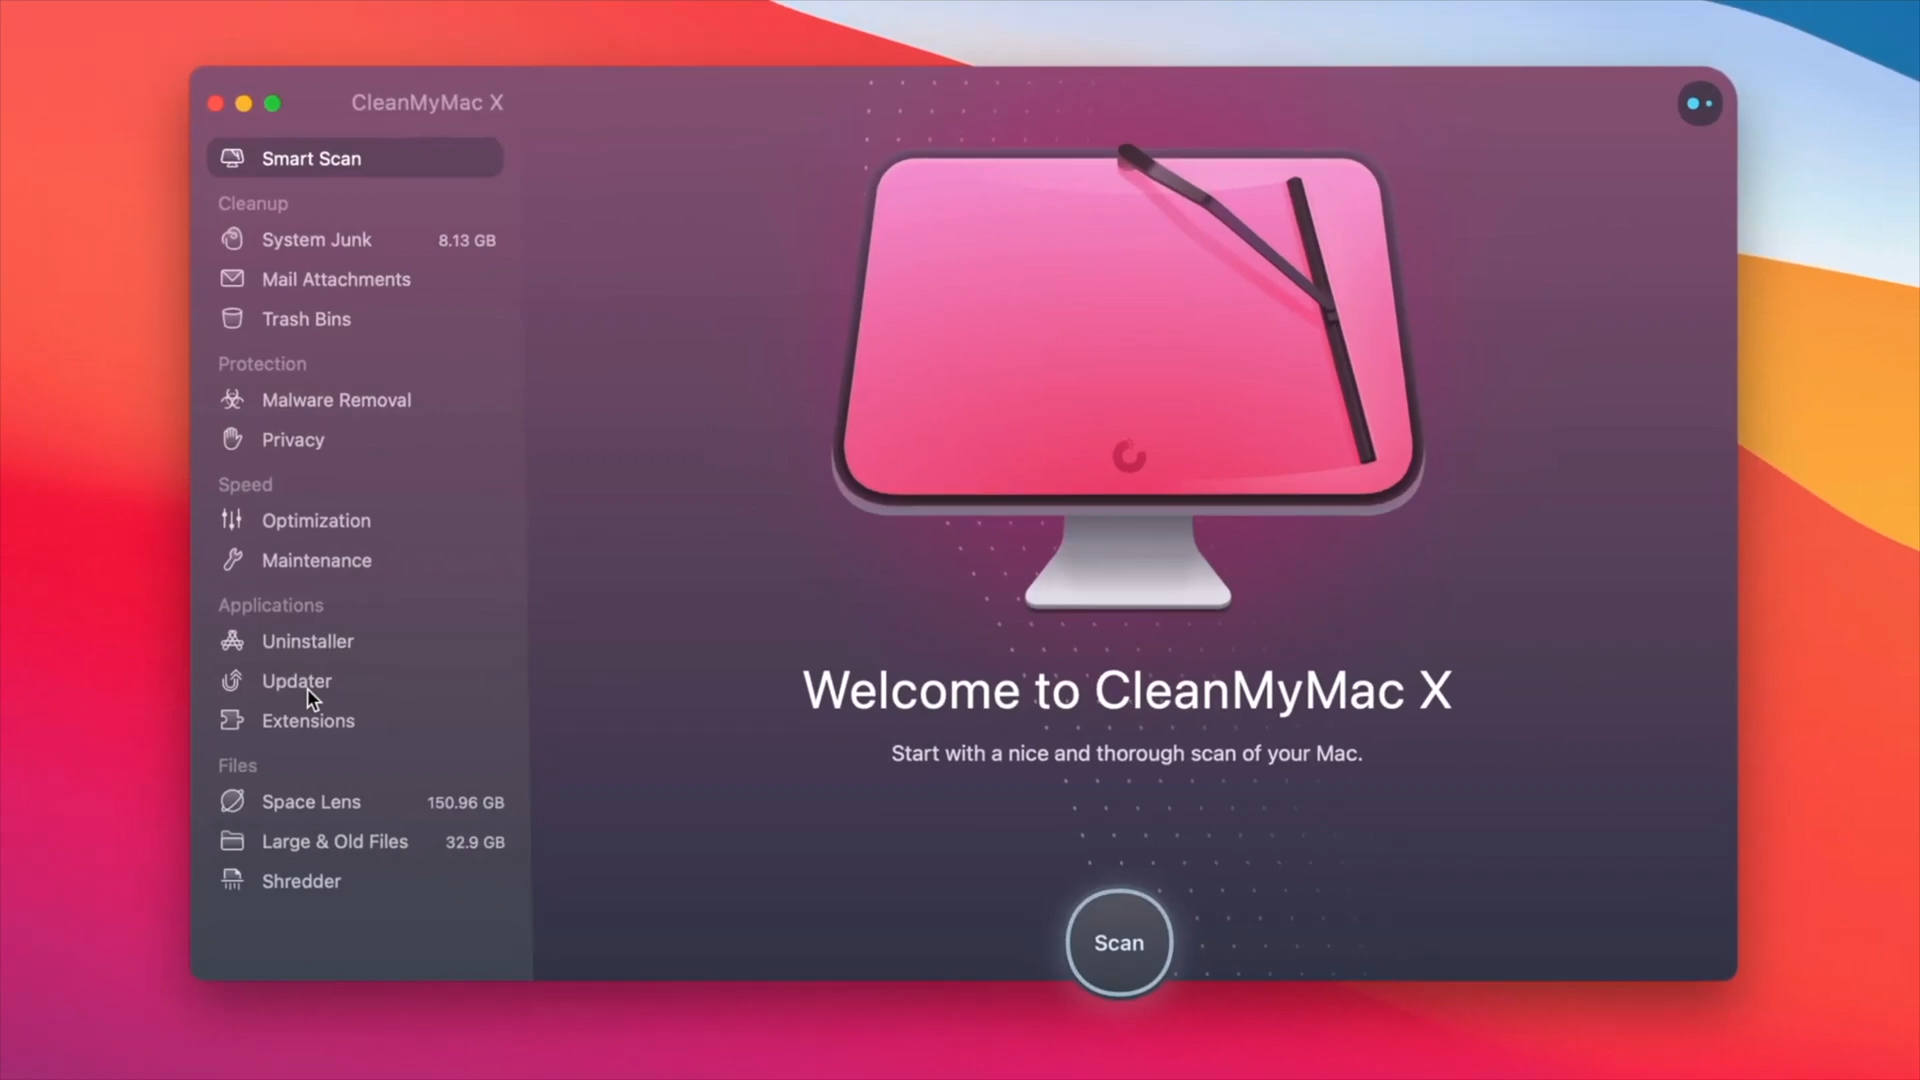 CleanMyMac X
Smart Scan
Cleanup
System Junk 8.13 GB
Mail Attachments
Trash Bins
Protection
Malware Removal
Privacy
Speed
Optimization
Maintenance
Applications
Uninstaller
Updater
Extensions
Files
Space Lens 150.96 GB
Large & Old Files 32.9 GB
Shredder
Welcome to CleanMyMac X
Start with a nice and thorough scan of your Mac.
Scan